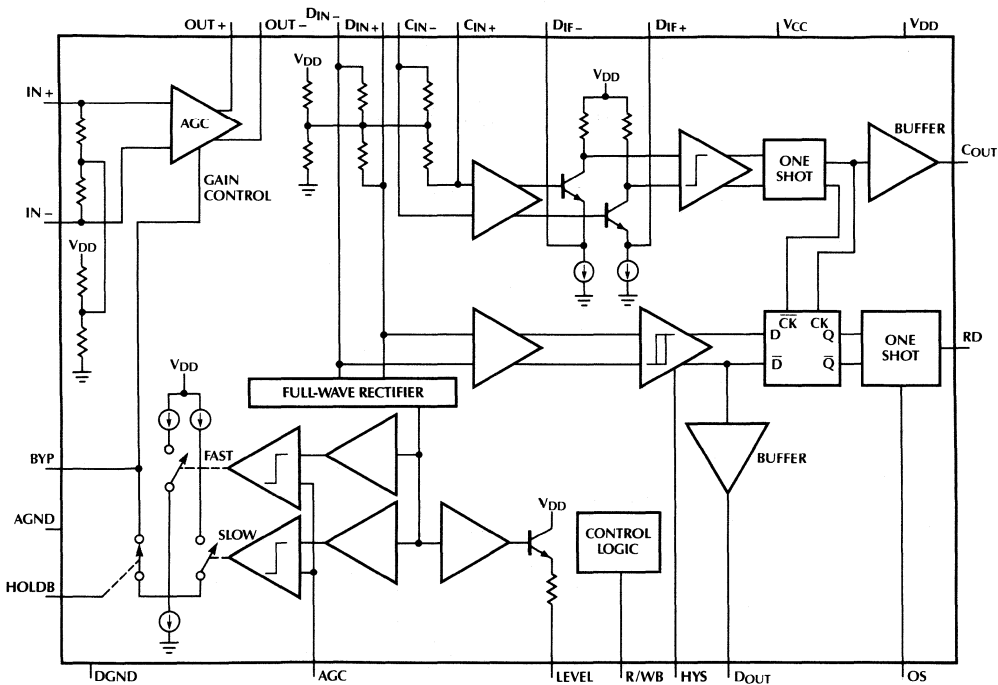 OUT+ OUT−
DIN−
DIN+
CIN−
CIN+
DIF−
DIF+
VCC
VDD
IN+
AGC
GAIN
CONTROL
IN−
VDD
VDD
VDD
ONE
SHOT
BUFFER
COUT
CK CK
D Q
D Q
ONE
SHOT
RD
FULL-WAVE RECTIFIER
VDD
FAST
BYP
AGND
SLOW
HOLDB
VDD
CONTROL
LOGIC
BUFFER
DGND
AGC
LEVEL
R/WB
HYS
DOUT
OS